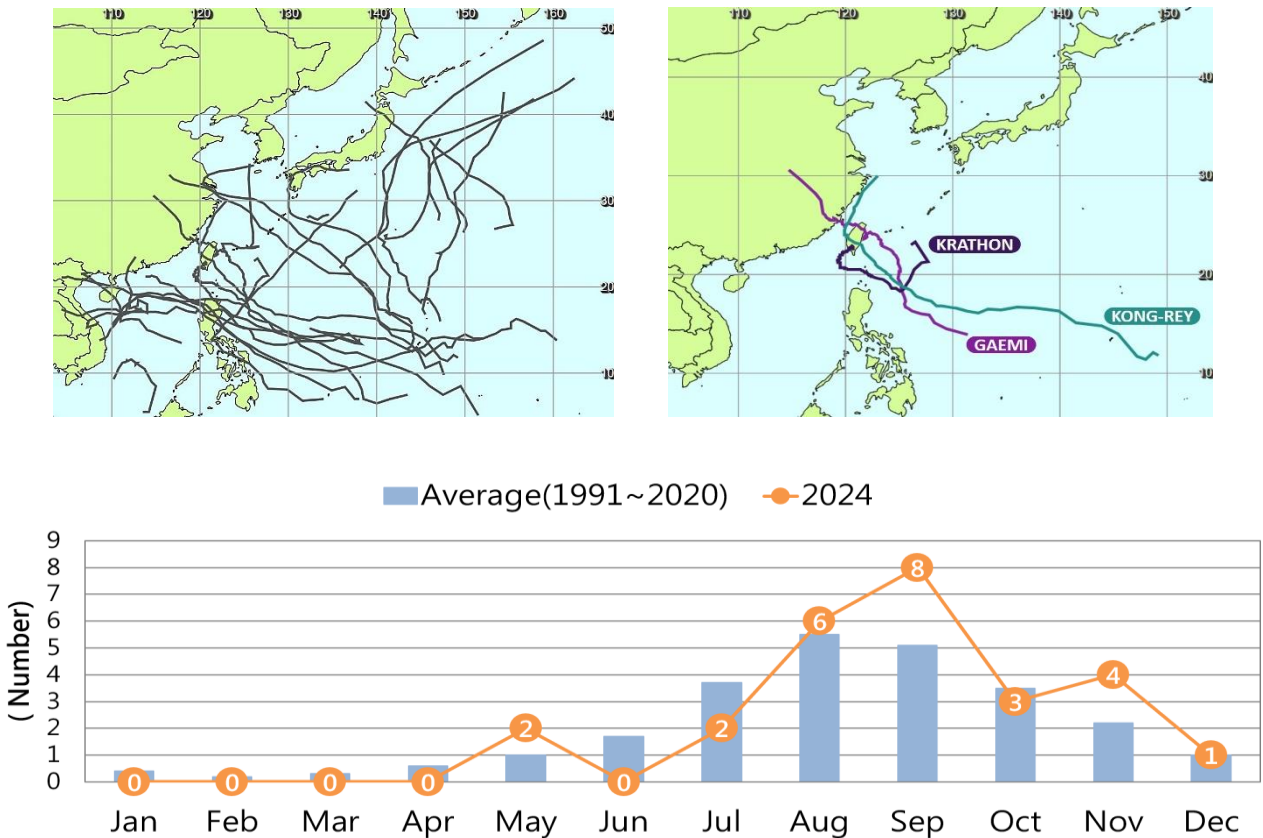 110 120 130 140 150 160
50
40
30
20
10
110 120 130 140 150
40
30
20
10
KRATHON
KONG-REY
GAEMI
Average(1991~2020) 2024
( Number)
9
8
7
6
5
4
3
2
1
0
0 0 0 0 2 0 2 6 8 3 4 1
Jan Feb Mar Apr May Jun Jul Aug Sep Oct Nov Dec